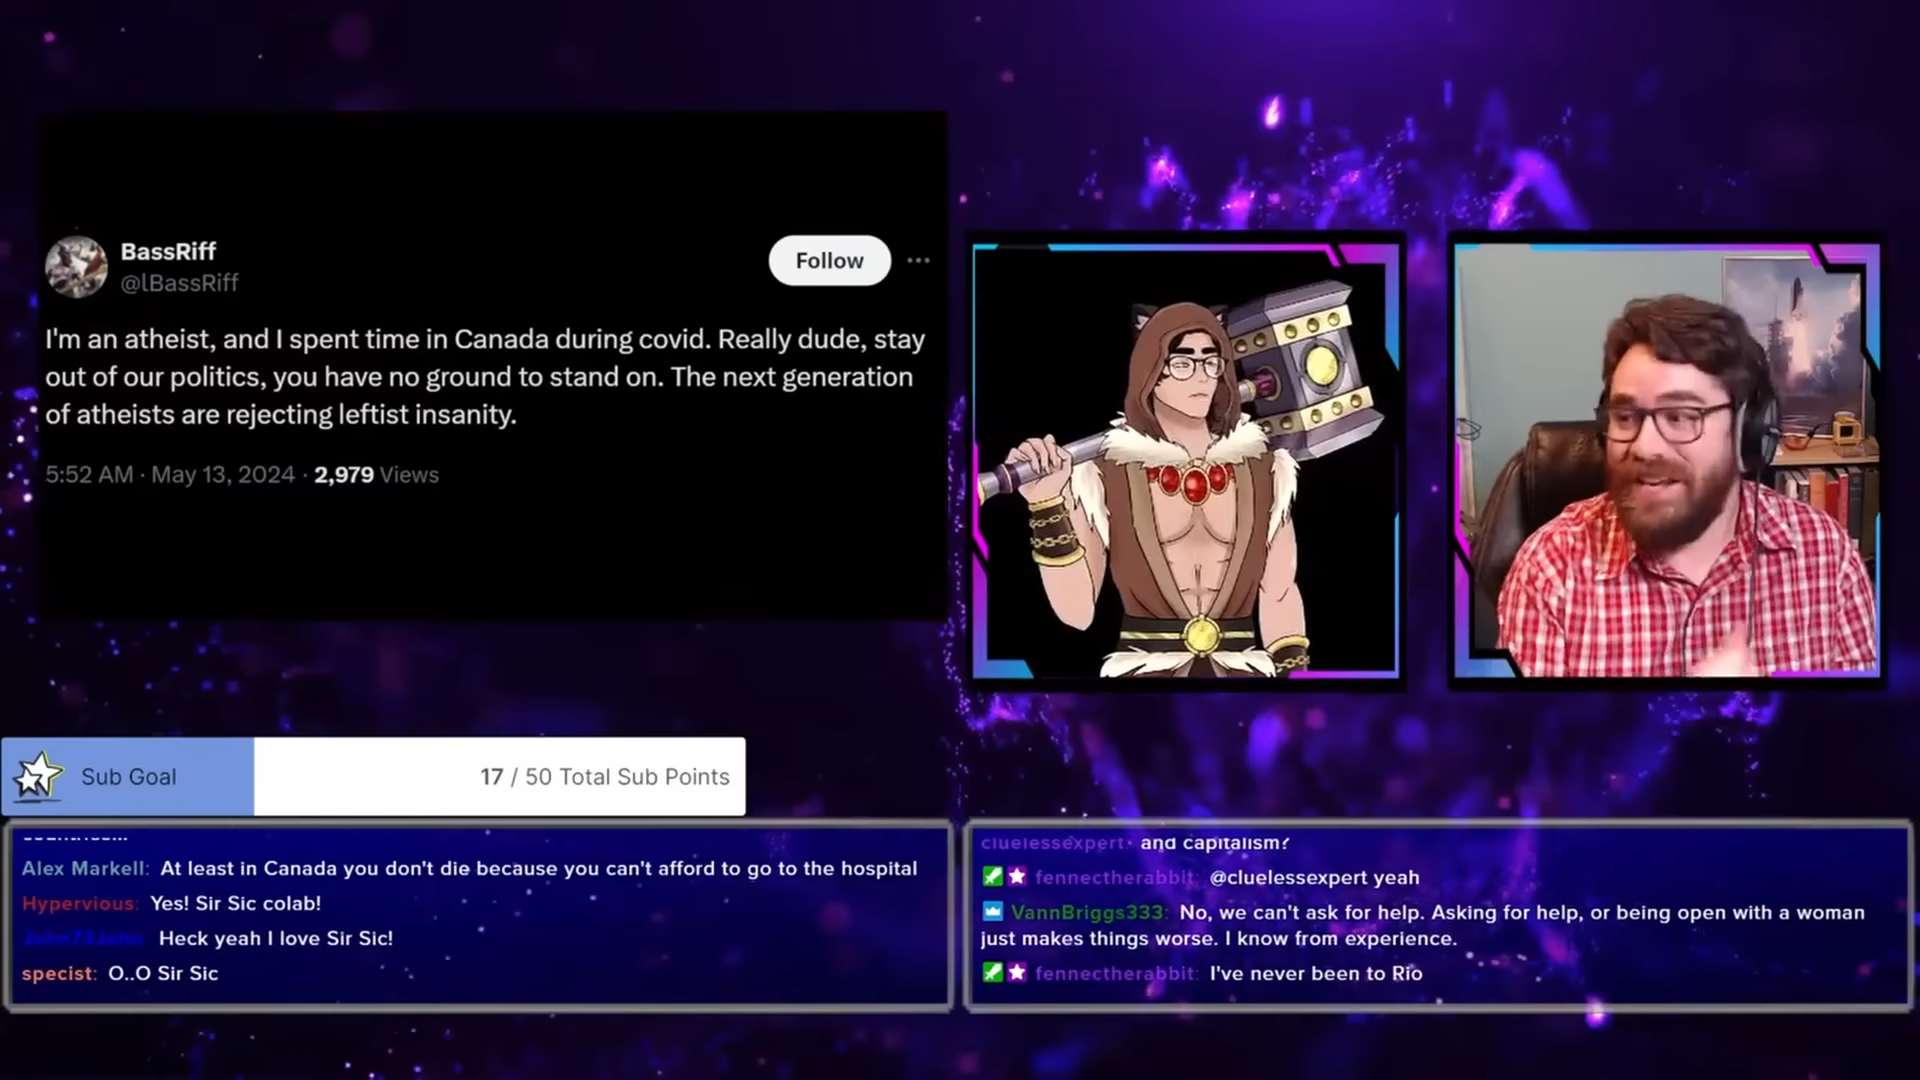 BassRiff
@lBassRiff
Follow
I'm an atheist, and I spent time in Canada during covid. Really dude, stay
out of our politics, you have no ground to stand on. The next generation
of atheists are rejecting leftist insanity.
5:52 AM · May 13, 2024 · 2,979 Views
Sub Goal
17 / 50 Total Sub Points
Alex Markell: At least in Canada you don't die because you can't afford to go to the hospital
Hypervious: Yes! Sir Sic colab!
Heck yeah I love Sir Sic!
specist: O..O Sir Sic
cluelessexpert: and capitalism?
fennectherabbit: @cluelessexpert yeah
VannBriggs333: No, we can't ask for help. Asking for help, or being open with a woman
just makes things worse. I know from experience.
fennectherabbit: I've never been to Rio